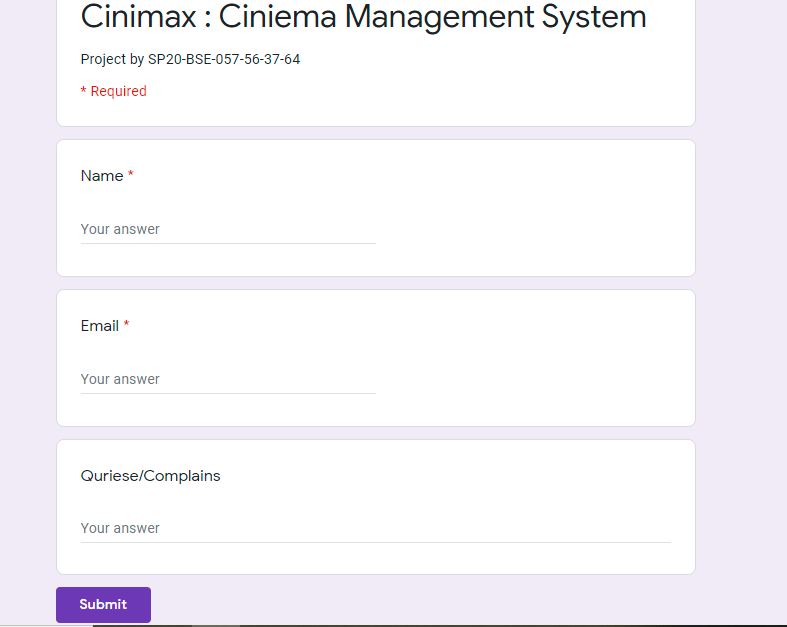 Cinimax : Ciniema Management System
Project by SP20-BSE-057-56-37-64
* Required
Name *
Your answer
Email *
Your answer
Quriese/Complains
Your answer
Submit